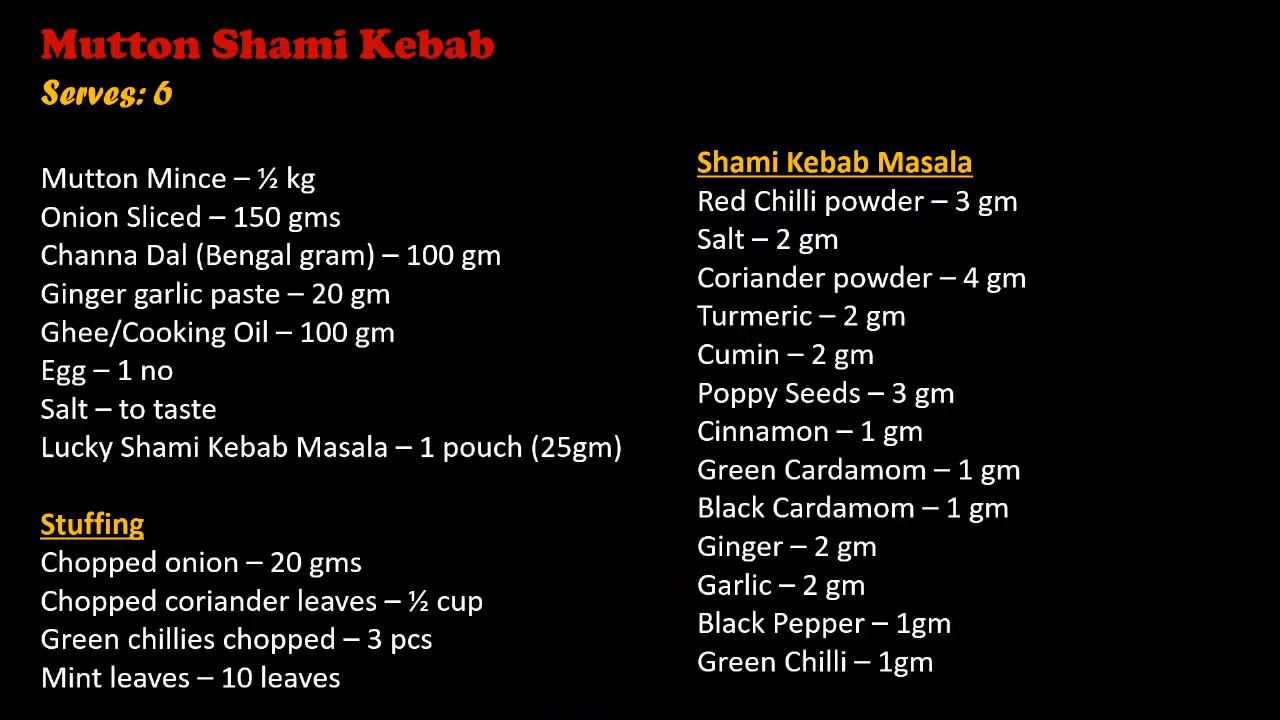 Mutton Shami Kebab
Serves: 6
Mutton Mince – ½ kg
Onion Sliced – 150 gms
Channa Dal (Bengal gram) – 100 gm
Ginger garlic paste – 20 gm
Ghee/Cooking Oil – 100 gm
Egg – 1 no
Salt – to taste
Lucky Shami Kebab Masala – 1 pouch (25gm)
Stuffing
Chopped onion – 20 gms
Chopped coriander leaves – ½ cup
Green chillies chopped – 3 pcs
Mint leaves – 10 leaves
Shami Kebab Masala
Red Chilli powder – 3 gm
Salt – 2 gm
Coriander powder – 4 gm
Turmeric – 2 gm
Cumin – 2 gm
Poppy Seeds – 3 gm
Cinnamon – 1 gm
Green Cardamom – 1 gm
Black Cardamom – 1 gm
Ginger – 2 gm
Garlic – 2 gm
Black Pepper – 1gm
Green Chilli – 1gm